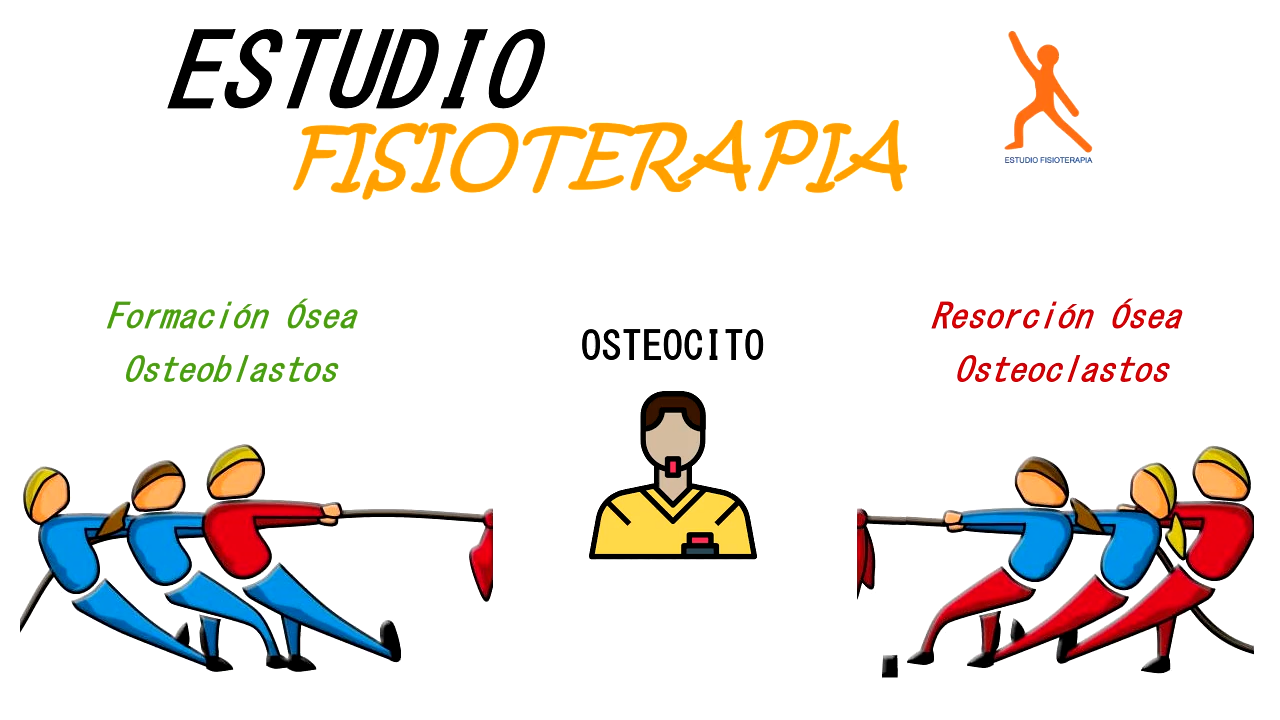 ESTUDIO
FISIOTERAPIA
ESTUDIO FISIOTERAPIA
Formación Ósea
Osteoblastos
OSTEOCITO
Resorción Ósea
Osteoclastos